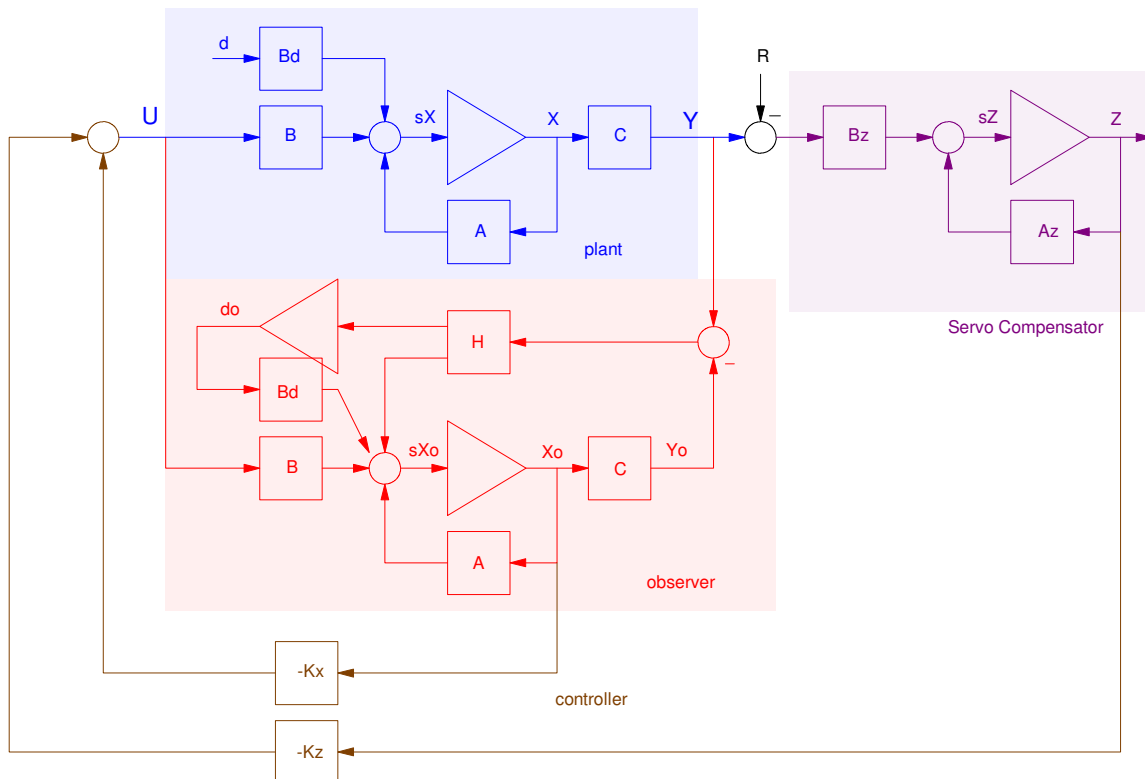 d
Bd
R
U
B
sX
X
C
Y
–
Bz
sZ
Z
A
Az
plant
do
H
Servo Compensator
–
Bd
B
sXo
Xo
C
Yo
A
observer
-Kx
controller
-Kz